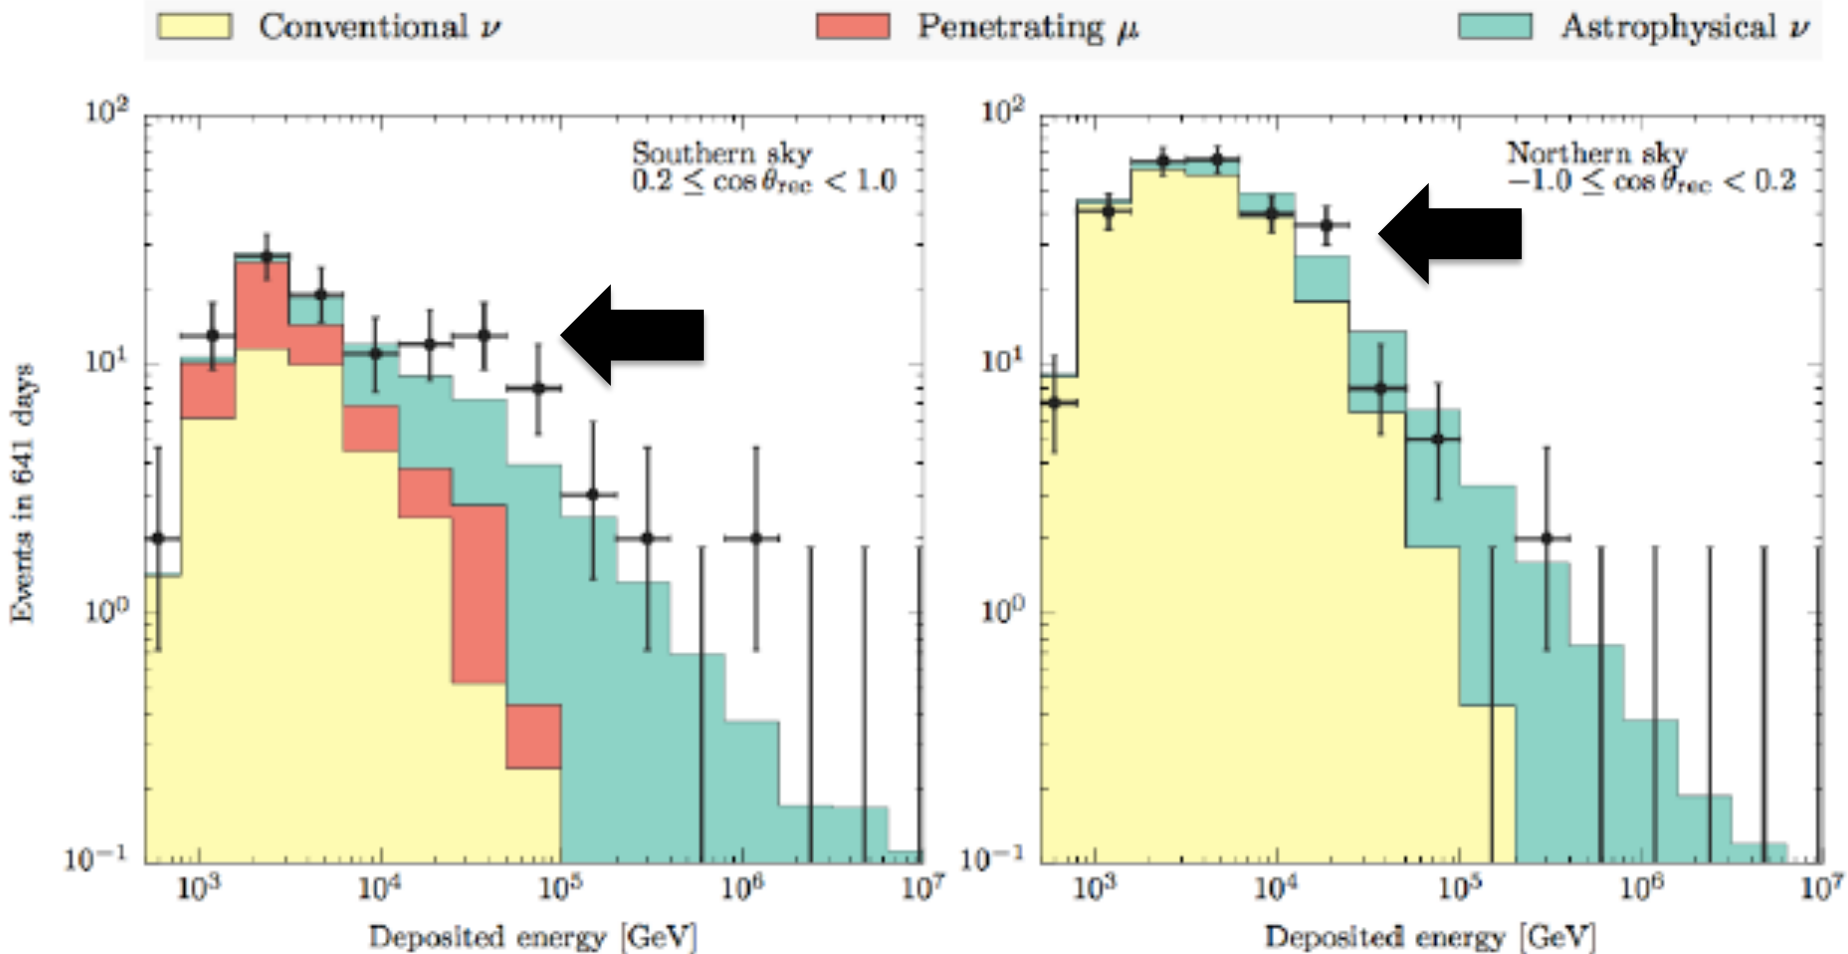 Conventional ν   Penetrating μ   Astrophysical ν
Southern sky
0.2 ≤ cos θrec < 1.0
10²
10¹
10⁰
10⁻¹
Events in 641 days
10³ 10⁴ 10⁵ 10⁶ 10⁷
Deposited energy [GeV]
Northern sky
−1.0 ≤ cos θrec < 0.2
10²
10¹
10⁰
10⁻¹
10³ 10⁴ 10⁵ 10⁶ 10⁷
Deposited energy [GeV]